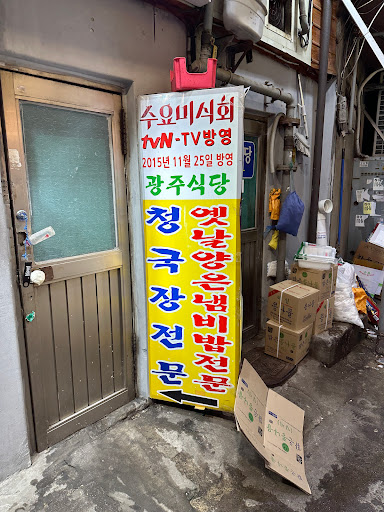 수요미식회
tvN-TV방영
2015년 11월 25일 방영
광주식당
옛날양은냄비밥전문
청국장전문